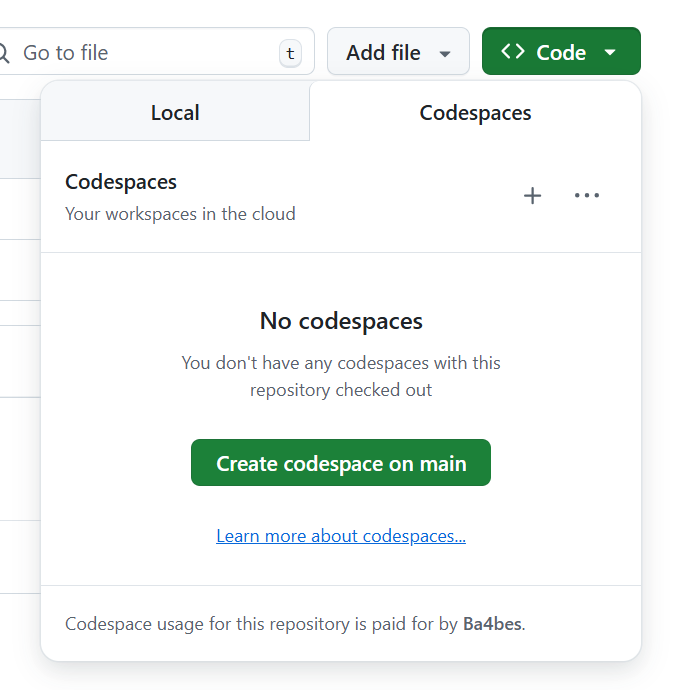 Go to file
t
Add file
Code
Local
Codespaces
Codespaces
Your workspaces in the cloud
No codespaces
You don't have any codespaces with this
repository checked out
Create codespace on main
Learn more about codespaces...
Codespace usage for this repository is paid for by Ba4bes.